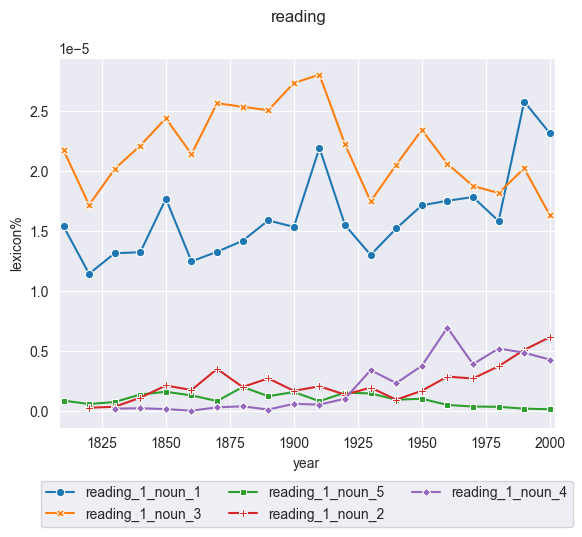 reading
1e−5
2.5
2.0
1.5
1.0
0.5
0.0
lexicon%
1825 1850 1875 1900 1925 1950 1975 2000
year
reading_1_noun_1 reading_1_noun_5 reading_1_noun_4
reading_1_noun_3 reading_1_noun_2